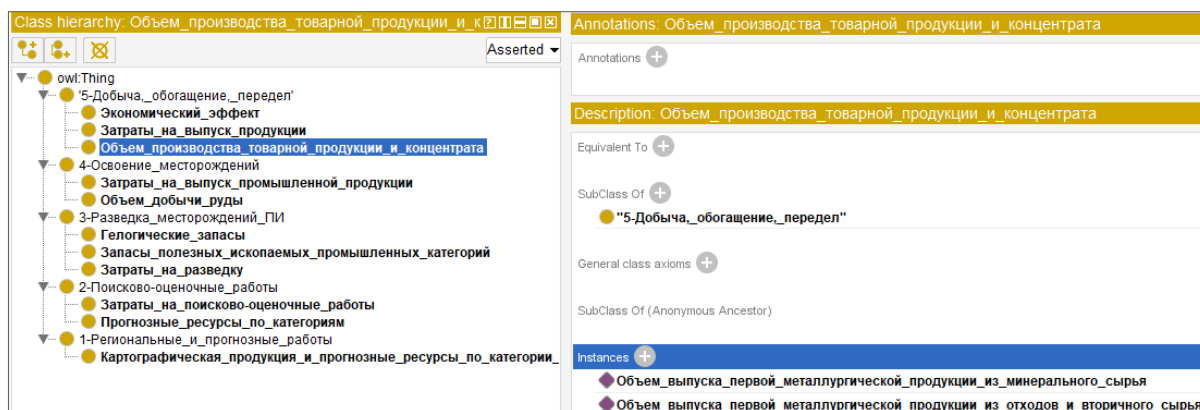 Class hierarchy: Объем_производства_товарной_продукции_и_к
Asserted
owl:Thing
'5-Добыча,_обогащение,_передел'
Экономический_эффект
Затраты_на_выпуск_продукции
Объем_производства_товарной_продукции_и_концентрата
4-Освоение_месторождений
Затраты_на_выпуск_промышленной_продукции
Объем_добычи_руды
3-Разведка_месторождений_ПИ
Гелогические_запасы
Запасы_полезных_ископаемых_промышленных_категорий
Затраты_на_разведку
2-Поисково-оценочные_работы
Затраты_на_поисково-оценочные_работы
Прогнозные_ресурсы_по_категориям
1-Региональные_и_прогнозные_работы
Картографическая_продукция_и_прогнозные_ресурсы_по_категории_
Annotations: Объем_производства_товарной_продукции_и_концентрата
Annotations
Description: Объем_производства_товарной_продукции_и_концентрата
Equivalent To
SubClass Of
"5-Добыча,_обогащение,_передел"
General class axioms
SubClass Of (Anonymous Ancestor)
Instances
Объем_выпуска_первой_металлургической_продукции_из_минерального_сырья
Объем_выпуска_первой_металлургической_продукции_из_отходов_и_вторичного_сырья